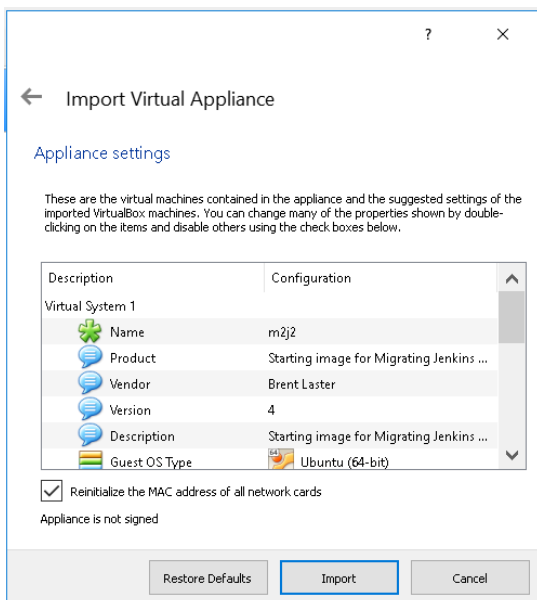 ?
Import Virtual Appliance
Appliance settings
These are the virtual machines contained in the appliance and the suggested settings of the
imported VirtualBox machines. You can change many of the properties shown by double-
clicking on the items and disable others using the check boxes below.
Description Configuration
Virtual System 1
Name m2j2
Product Starting image for Migrating Jenkins ...
Vendor Brent Laster
Version 4
Description Starting image for Migrating Jenkins ...
Guest OS Type 64 Ubuntu (64-bit)
Reinitialize the MAC address of all network cards
Appliance is not signed
Restore Defaults Import Cancel